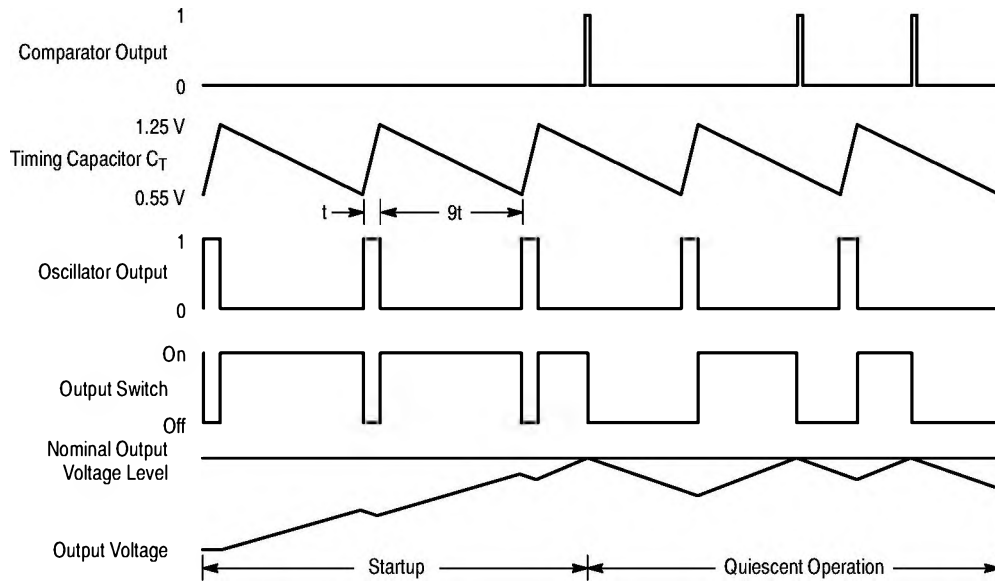 1
Comparator Output
0
1.25 V
Timing Capacitor CT
0.55 V
t
9t
1
Oscillator Output
0
On
Output Switch
Off
Nominal Output
Voltage Level
Output Voltage
Startup
Quiescent Operation